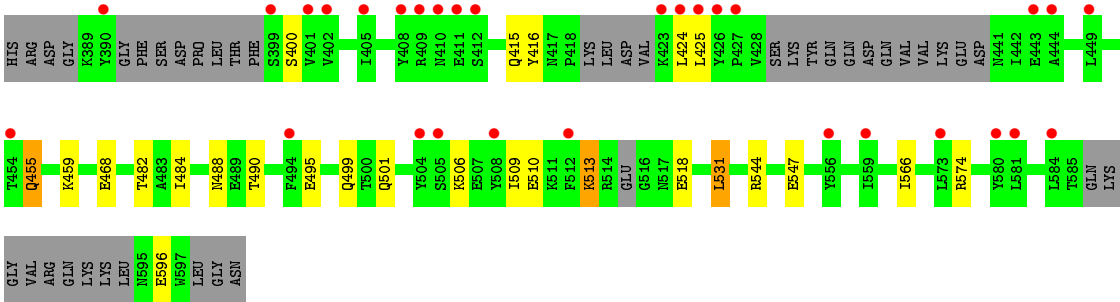 HIS ARG ASP GLY K389 Y390 GLY PHE SER ASP PRO LEU THR PHE S399 S400 V401 V402 I405 Y408 R409 N410 E411 S412 Q415 Y416 N417 P418 LYS LEU ASP VAL K423 L424 L425 Y426 P427 V428 SER LYS TYR GLN GLN ASP GLN VAL VAL LYS GLU ASP N441 I442 E443 A444 L449
T454 Q455 K459 E468 T482 A483 I484 N488 E489 T490 F494 E495 Q499 T500 Q501 Y504 S505 K506 E507 Y508 I509 E510 K511 F512 K513 R514 GLU G516 N517 E518 L531 R544 E547 Y556 I559 I566 L573 R574 Y580 L581 L584 T585 GLN LYS
GLY VAL ARG GLN LYS LYS LEU N595 E596 W597 LEU GLY ASN